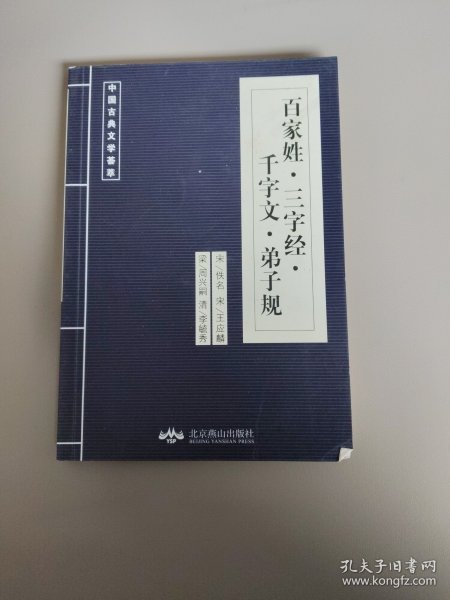 百家姓·三字经·
千字文·弟子规
宋/佚名 宋/王应麟
梁/周兴嗣 清/李毓秀
中国古典文学荟萃
YSP
北京燕山出版社
BEIJING YANSHAN PRESS
孔夫子旧书网
www.kongfz.com